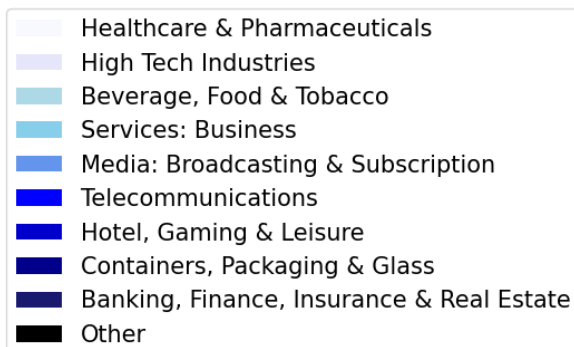 Healthcare & Pharmaceuticals
High Tech Industries
Beverage, Food & Tobacco
Services: Business
Media: Broadcasting & Subscription
Telecommunications
Hotel, Gaming & Leisure
Containers, Packaging & Glass
Banking, Finance, Insurance & Real Estate
Other